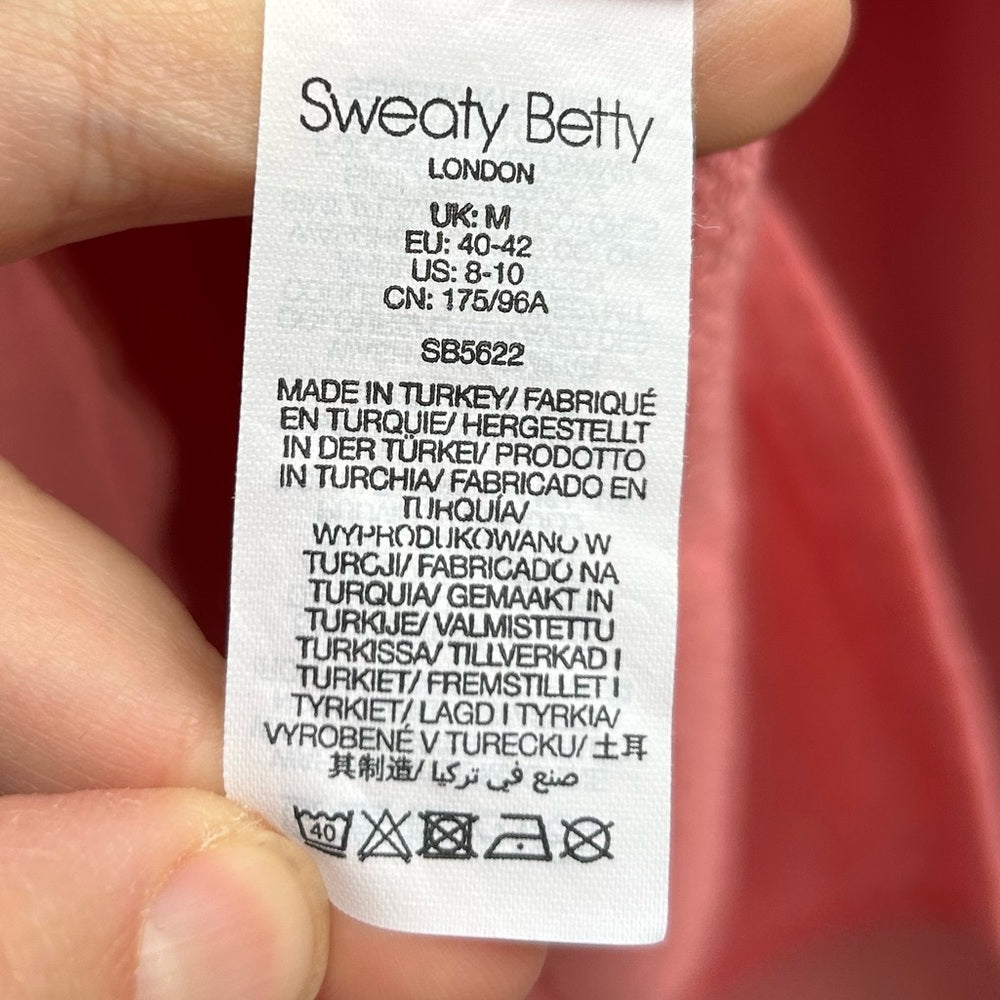 Sweaty Betty
LONDON
UK: M
EU: 40-42
US: 8-10
CN: 175/96A
SB5622
MADE IN TURKEY/ FABRIQUÉ
EN TURQUIE/ HERGESTELLT
IN DER TÜRKEI/ PRODOTTO
IN TURCHIA/ FABRICADO EN
TURQUÍA/
WYPRODUKOWANO W
TURCJI/ FABRICADO NA
TURQUIA/ GEMAAKT IN
TURKIJE/ VALMISTETTU
TURKISSA/ TILLVERKAD I
TURKIET/ FREMSTILLET I
TYRKIET/ LAGD I TYRKIA/
VYROBENÉ V TURECKU/ 土耳
其制造/ صنع في تركيا
40